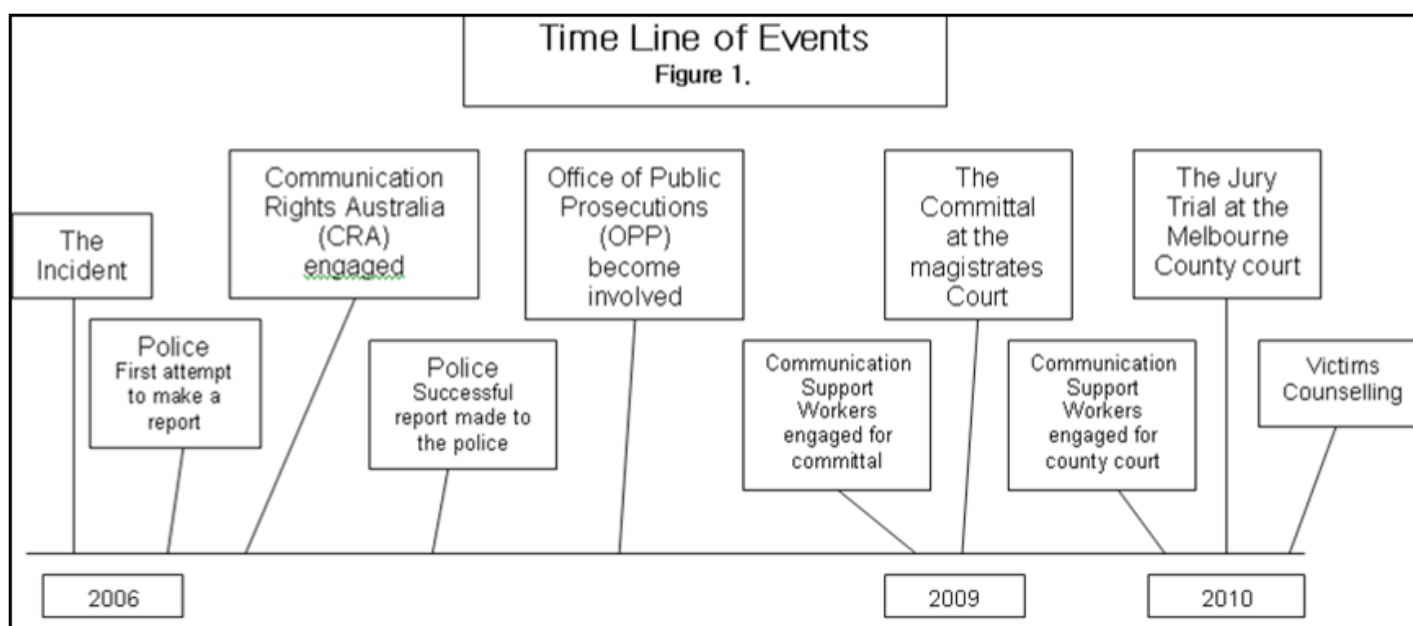 Time Line of Events
Figure 1.
The
Incident
Police
First attempt
to make a
report
Communication
Rights Australia
(CRA)
engaged
Police
Successful
report made to
the police
Office of Public
Prosecutions
(OPP)
become
involved
Communication
Support
Workers
engaged for
committal
The
Committal
at the
magistrates
Court
Communication
Support
Workers
engaged for
county court
The Jury
Trial at the
Melbourne
County court
Victims
Counselling
2006
2009
2010